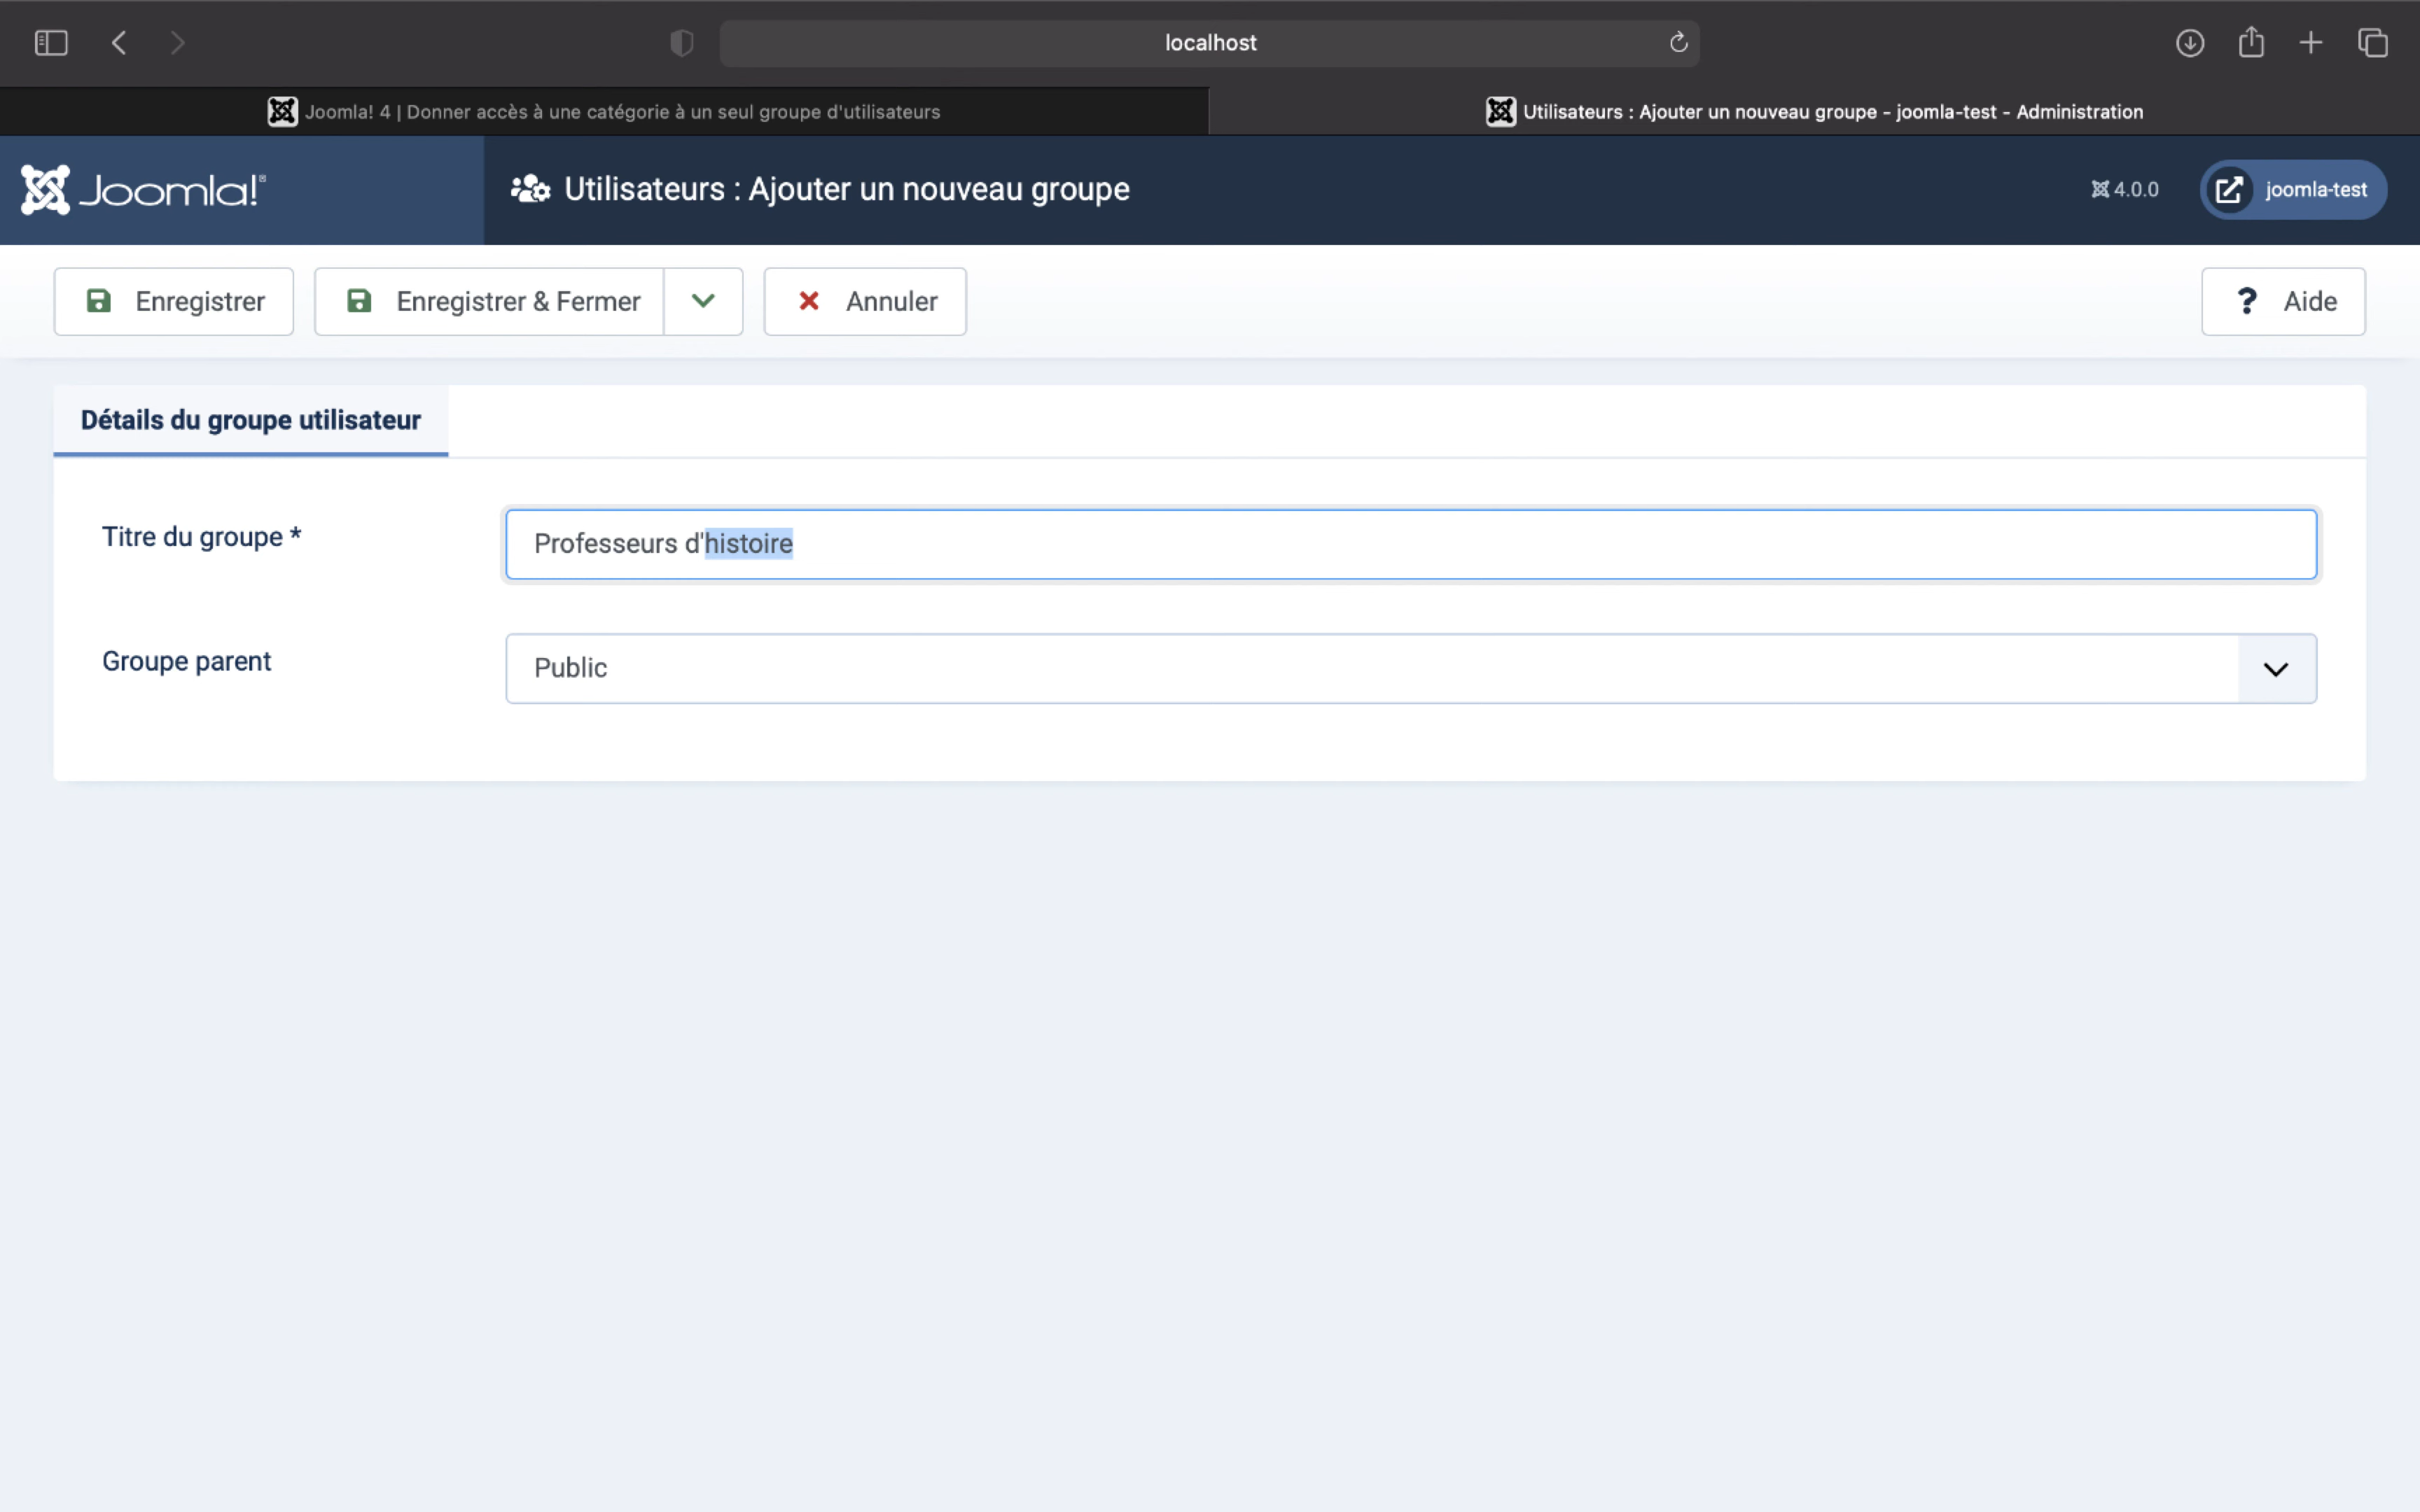 localhost
Joomla! 4 | Donner accès à une catégorie à un seul groupe d'utilisateurs
Utilisateurs : Ajouter un nouveau groupe - joomla-test - Administration
Joomla!®
Utilisateurs : Ajouter un nouveau groupe
4.0.0
joomla-test
Enregistrer
Enregistrer & Fermer
Annuler
? Aide
Détails du groupe utilisateur
Titre du groupe *
Professeurs d'histoire
Groupe parent
Public